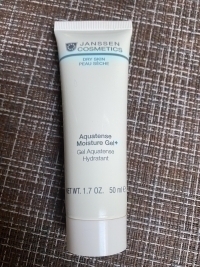 JANSSEN
COSMETICS
DRY SKIN
PEAU SÈCHE
Aquatense
Moisture Gel+
Gel Aquatense
Hydratant
NET WT. 1.7 OZ. 50 ml e